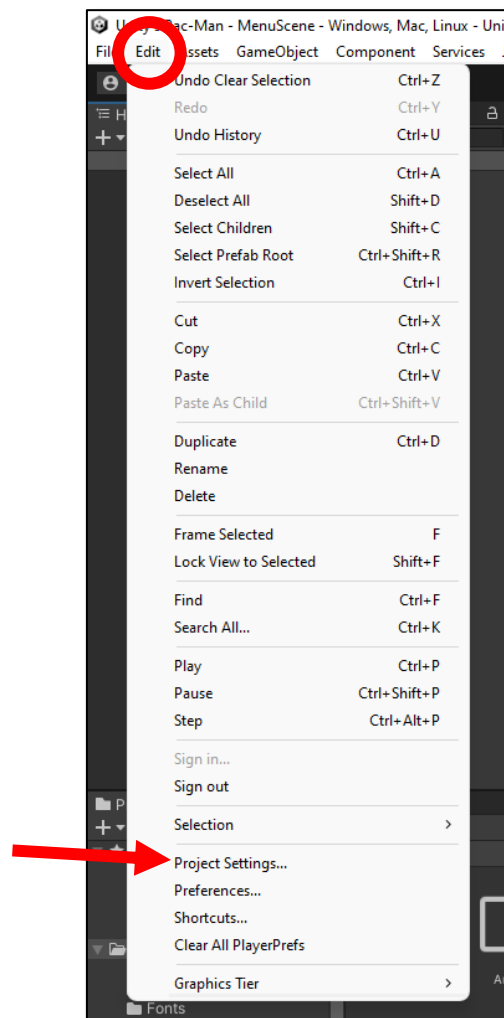 ac-Man - MenuScene - Windows, Mac, Linux - Uni
Fil Edit ssets GameObject Component Services
Undo Clear Selection Ctrl+Z
Redo Ctrl+Y
Undo History Ctrl+U
Select All Ctrl+A
Deselect All Shift+D
Select Children Shift+C
Select Prefab Root Ctrl+Shift+R
Invert Selection Ctrl+I
Cut Ctrl+X
Copy Ctrl+C
Paste Ctrl+V
Paste As Child Ctrl+Shift+V
Duplicate Ctrl+D
Rename
Delete
Frame Selected F
Lock View to Selected Shift+F
Find Ctrl+F
Search All... Ctrl+K
Play Ctrl+P
Pause Ctrl+Shift+P
Step Ctrl+Alt+P
Sign in...
Sign out
Selection >
Project Settings...
Preferences...
Shortcuts...
Clear All PlayerPrefs
Graphics Tier >
Fonts